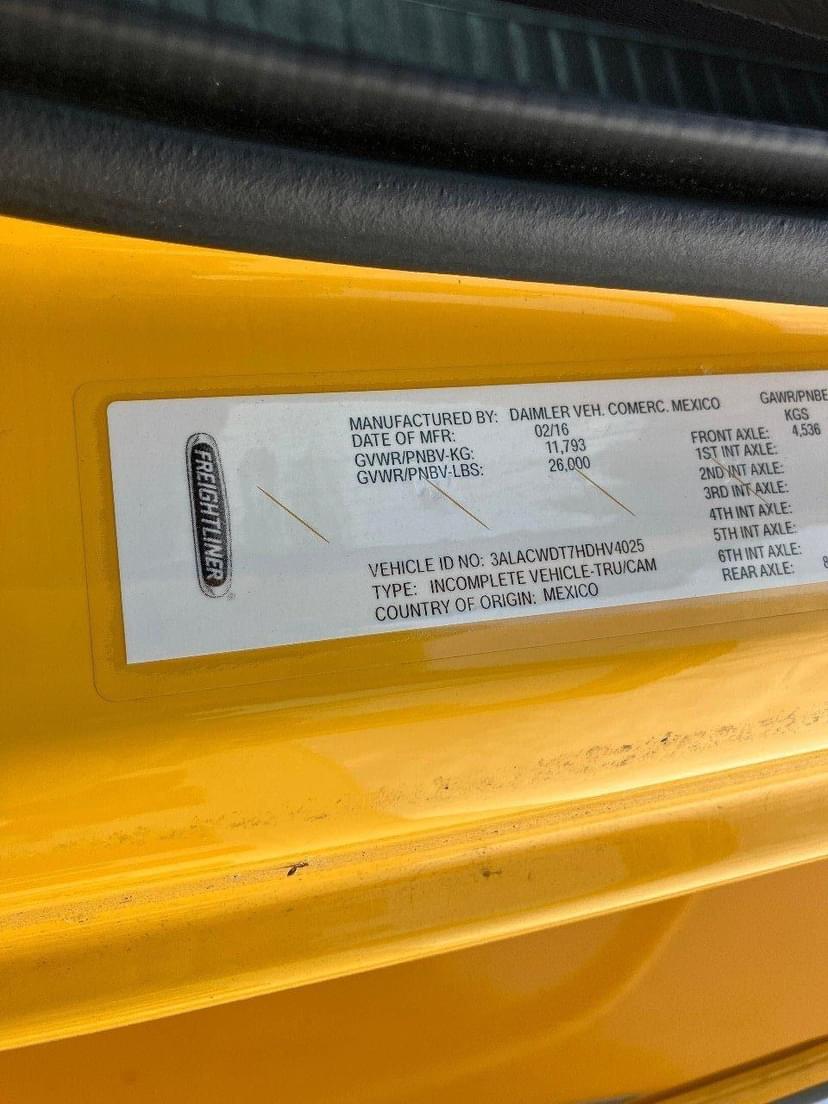 FREIGHTLINER
MANUFACTURED BY: DAIMLER VEH. COMERC. MEXICO
DATE OF MFR: 02/16
GVWR/PNBV-KG: 11,793
GVWR/PNBV-LBS: 26,000
VEHICLE ID NO: 3ALACWDT7HDHV4025
TYPE: INCOMPLETE VEHICLE-TRU/CAM
COUNTRY OF ORIGIN: MEXICO
GAWR/PNBE
KGS
FRONT AXLE: 4,536
1ST INT AXLE:
2ND INT AXLE:
3RD INT AXLE:
4TH INT AXLE:
5TH INT AXLE:
6TH INT AXLE:
REAR AXLE: 8